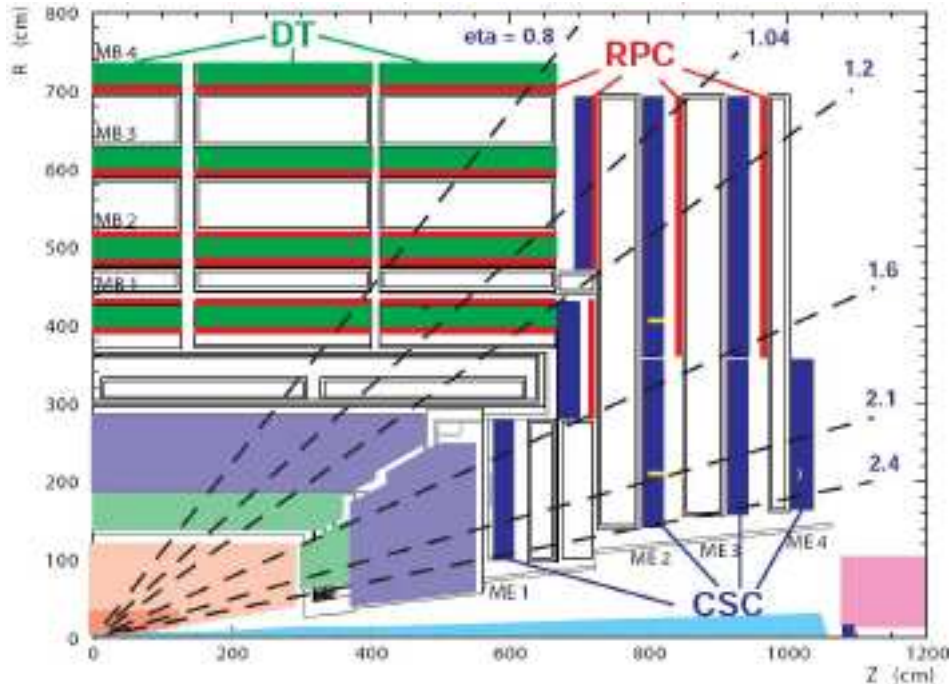 R (cm)
800
700
600
500
400
300
200
100
0
DT
eta = 0.8
1.04
RPC
1.2
MB 4
MB 3
MB 2
MB 1
1.6
2.1
2.4
ME 1
ME 2
ME 3
ME 4
CSC
0
200
400
600
800
1000
1200
Z (cm)